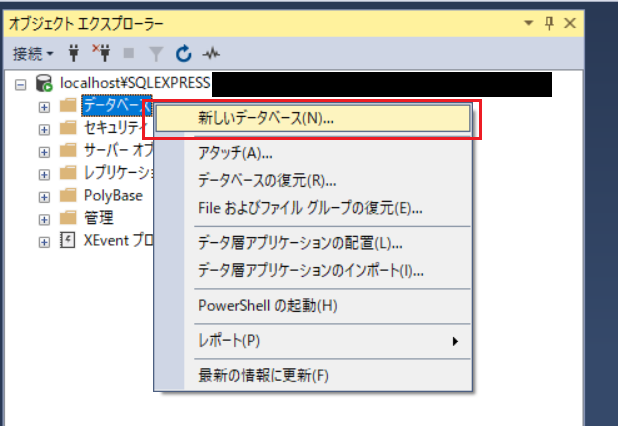 オブジェクト エクスプローラー
接続
localhost¥SQLEXPRESS
データベース
新しいデータベース(N)...
セキュリティ
アタッチ(A)...
サーバー オブ
データベースの復元(R)...
レプリケーショ
File およびファイル グループの復元(E)...
PolyBase
管理
データ層アプリケーションの配置(L)...
XEvent プロ
データ層アプリケーションのインポート(I)...
PowerShell の起動(H)
レポート(P)
最新の情報に更新(F)